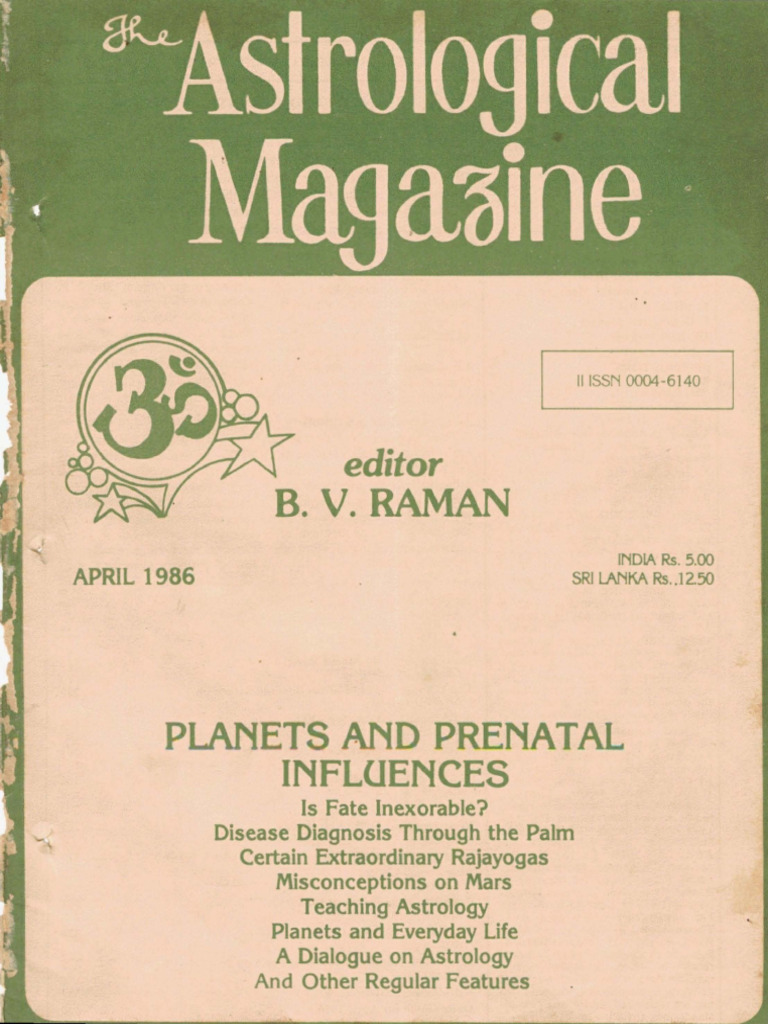 The
Astrological
Magazine
ॐ
II ISSN 0004-6140
editor
B. V. RAMAN
APRIL 1986
INDIA Rs. 5.00
SRI LANKA Rs..12.50
PLANETS AND PRENATAL
INFLUENCES
Is Fate Inexorable?
Disease Diagnosis Through the Palm
Certain Extraordinary Rajayogas
Misconceptions on Mars
Teaching Astrology
Planets and Everyday Life
A Dialogue on Astrology
And Other Regular Features